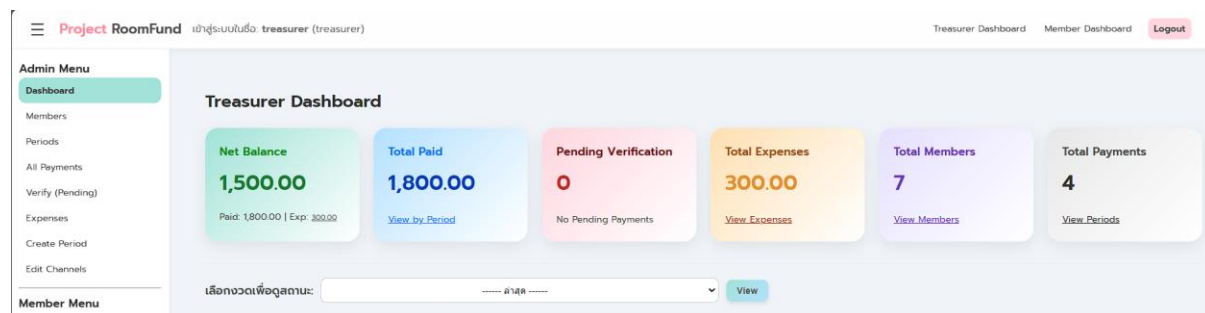 ☰ Project RoomFund เข้าสู่ระบบในชื่อ: treasurer (treasurer) Treasurer Dashboard Member Dashboard Logout
Admin Menu
Dashboard
Members
Periods
All Payments
Verify (Pending)
Expenses
Create Period
Edit Channels
Member Menu
Treasurer Dashboard
Net Balance
1,500.00
Paid: 1,800.00 | Exp: 300.00
Total Paid
1,800.00
View by Period
Pending Verification
0
No Pending Payments
Total Expenses
300.00
View Expenses
Total Members
7
View Members
Total Payments
4
View Periods
เลือกงวดเพื่อดูสถานะ: ------ ล่าสุด ------ View